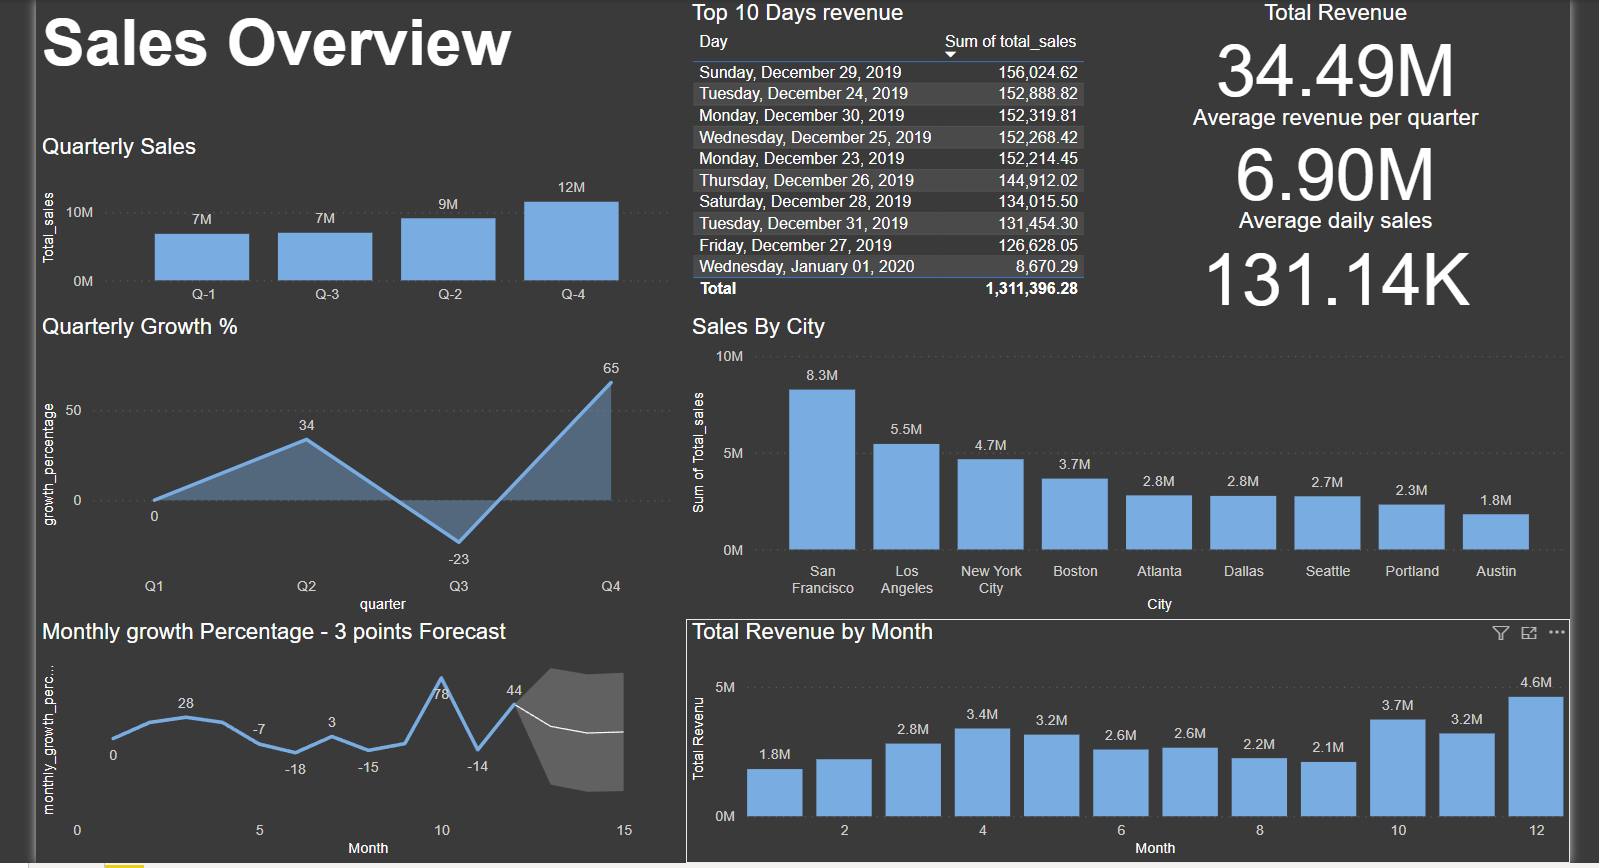 Sales Overview
Quarterly Sales
Total_sales
10M
0M
7M
7M
9M
12M
Q-1
Q-3
Q-2
Q-4
Top 10 Days revenue
Day Sum of total_sales
Sunday, December 29, 2019 156,024.62
Tuesday, December 24, 2019 152,888.82
Monday, December 30, 2019 152,319.81
Wednesday, December 25, 2019 152,268.42
Monday, December 23, 2019 152,214.45
Thursday, December 26, 2019 144,912.02
Saturday, December 28, 2019 134,015.50
Tuesday, December 31, 2019 131,454.30
Friday, December 27, 2019 126,628.05
Wednesday, January 01, 2020 8,670.29
Total 1,311,396.28
Total Revenue
34.49M
Average revenue per quarter
6.90M
Average daily sales
131.14K
Quarterly Growth %
growth_percentage
50
0
0
34
-23
65
Q1
Q2
Q3
Q4
quarter
Sales By City
Sum of Total_sales
10M
5M
0M
8.3M
5.5M
4.7M
3.7M
2.8M
2.8M
2.7M
2.3M
1.8M
San Francisco
Los Angeles
New York City
Boston
Atlanta
Dallas
Seattle
Portland
Austin
City
Monthly growth Percentage - 3 points Forecast
monthly_growth_perc...
0
28
-7
-18
3
-15
78
-14
44
0
5
10
15
Month
Total Revenue by Month
Total Revenu
5M
0M
1.8M
2.8M
3.4M
3.2M
2.6M
2.6M
2.2M
2.1M
3.7M
3.2M
4.6M
2
4
6
8
10
12
Month